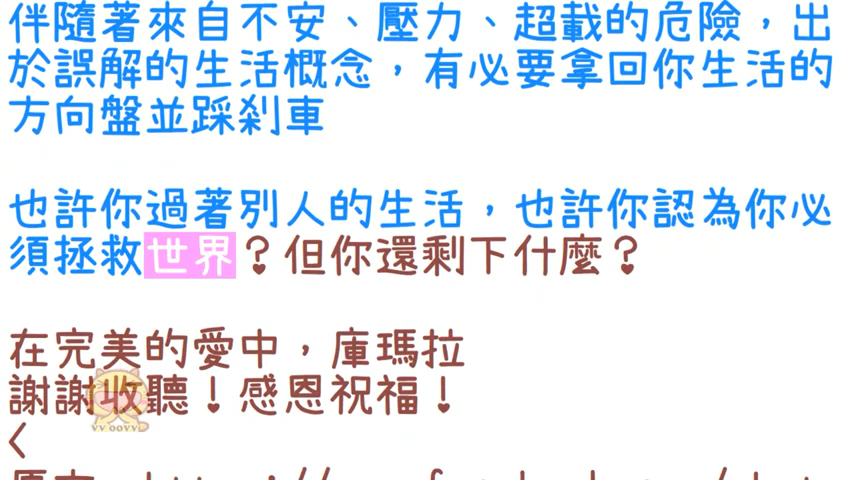 伴隨著來自不安、壓力、超載的危險，出
於誤解的生活概念，有必要拿回你生活的
方向盤並踩剎車
也許你過著別人的生活，也許你認為你必
須拯救世界？但你還剩下什麼？
在完美的愛中，庫瑪拉
謝謝收聽！感恩祝福！
vv oovv
<